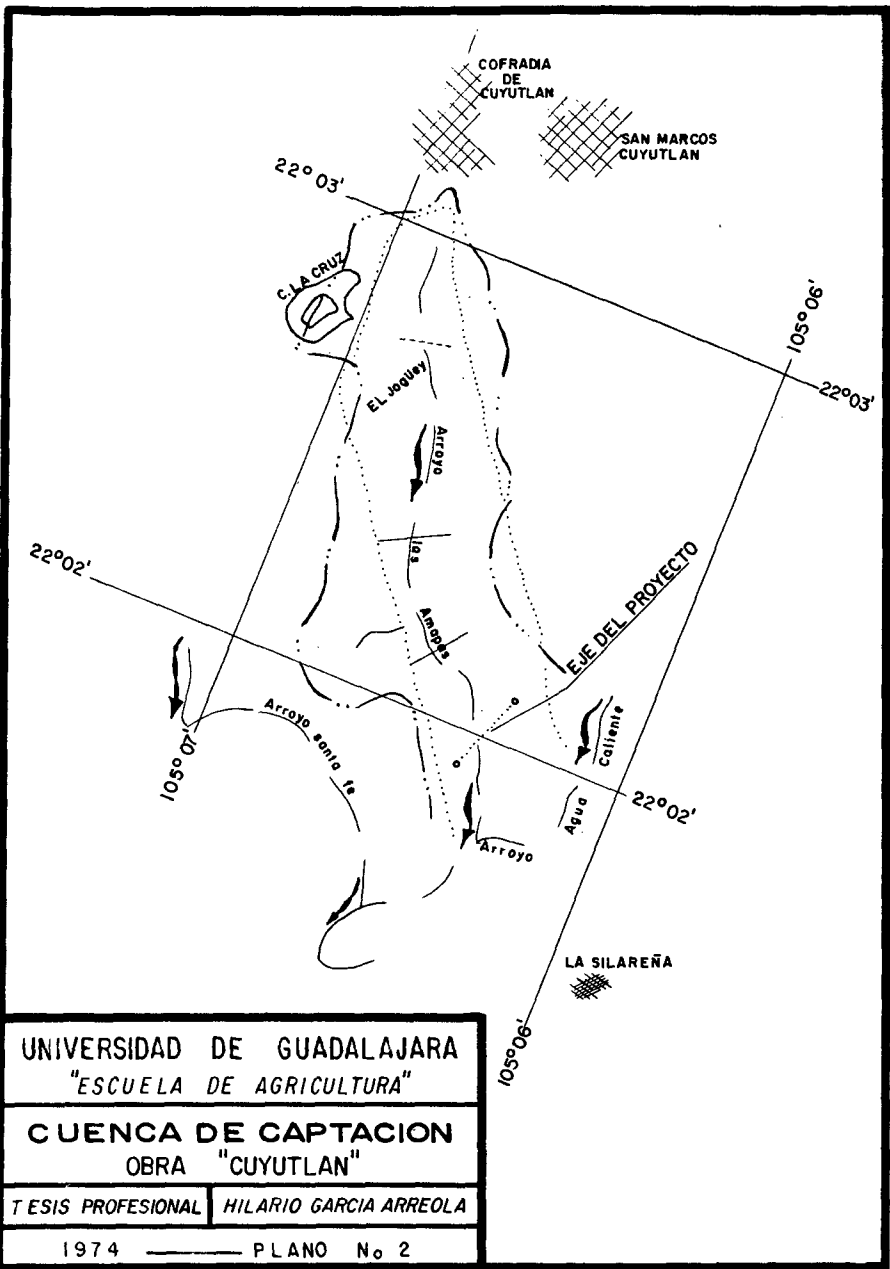 COFRADIA
DE
CUYUTLAN
SAN MARCOS
CUYUTLAN
22° 03'
C. LA CRUZ
105° 06'
22° 03'
EL Jogüey
Arroyo
las
Amapas
22° 02'
EJE DEL PROYECTO
Arroyo santa fe
105° 07'
Caliente
Agua
Arroyo
22° 02'
LA SILAREÑA
105° 06'
UNIVERSIDAD DE GUADALAJARA
"ESCUELA DE AGRICULTURA"
CUENCA DE CAPTACION
OBRA "CUYUTLAN"
TESIS PROFESIONAL HILARIO GARCIA ARREOLA
1974 ——— PLANO No 2